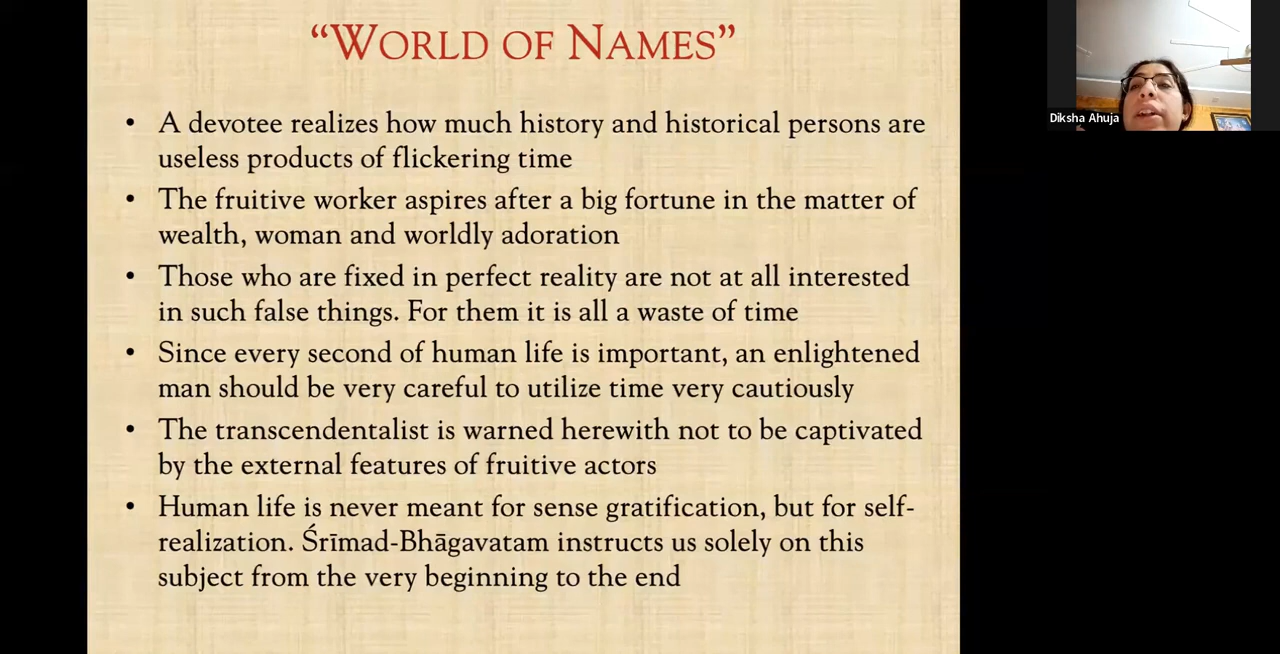 “WORLD OF NAMES”
Diksha Ahuja
• A devotee realizes how much history and historical persons are
useless products of flickering time
• The fruitive worker aspires after a big fortune in the matter of
wealth, woman and worldly adoration
• Those who are fixed in perfect reality are not at all interested
in such false things. For them it is all a waste of time
• Since every second of human life is important, an enlightened
man should be very careful to utilize time very cautiously
• The transcendentalist is warned herewith not to be captivated
by the external features of fruitive actors
• Human life is never meant for sense gratification, but for self-
realization. Śrīmad-Bhāgavatam instructs us solely on this
subject from the very beginning to the end